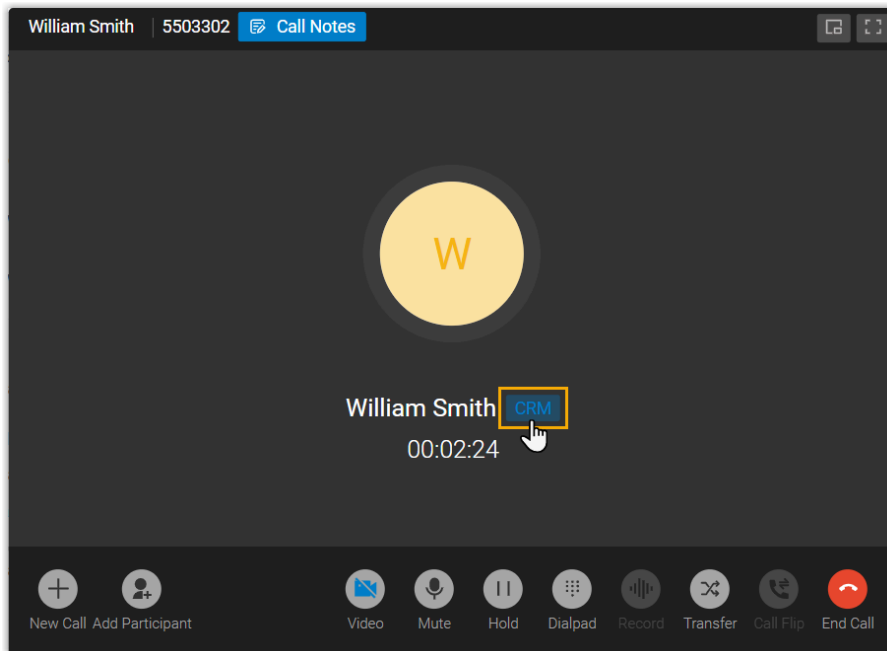 William Smith 5503302 Call Notes
W
William Smith CRM
00:02:24
New Call Add Participant Video Mute Hold Dialpad Record Transfer Call Flip End Call